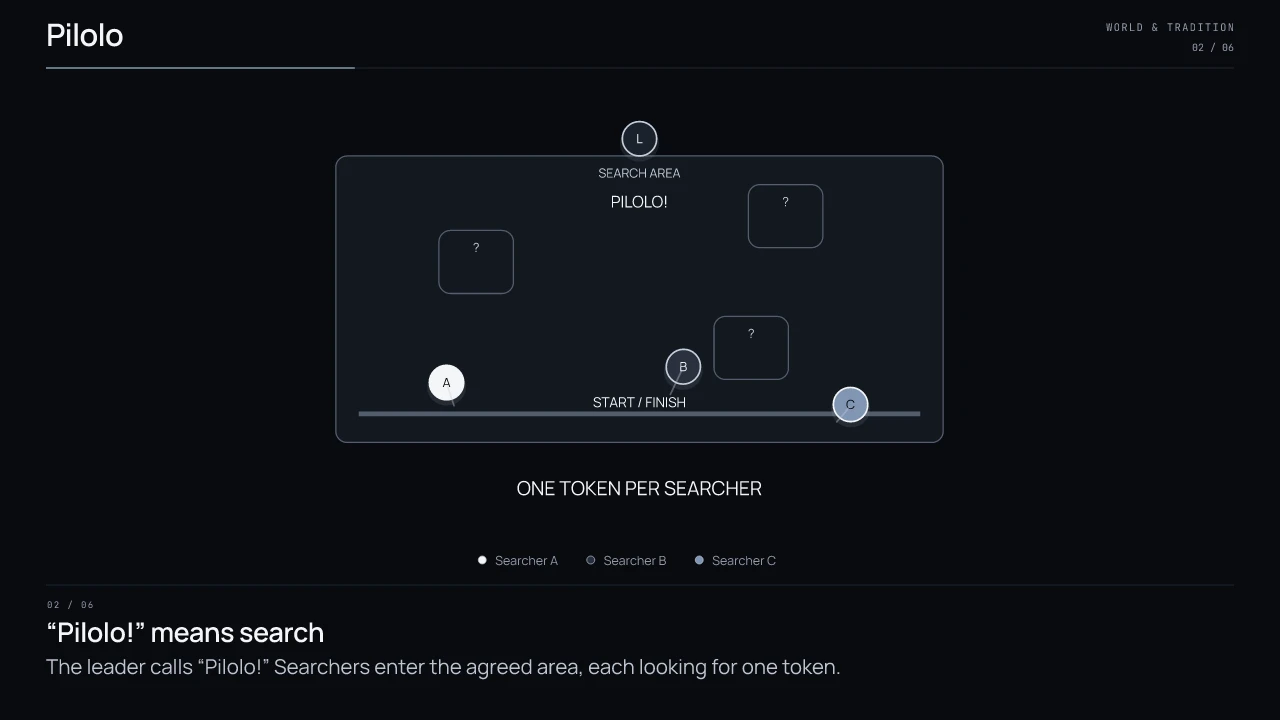 Pilolo
WORLD & TRADITION
02 / 06
L
SEARCH AREA
PILOLO!
?
?
?
B
A
START / FINISH
C
ONE TOKEN PER SEARCHER
Searcher A
Searcher B
Searcher C
02 / 06
“Pilolo!” means search
The leader calls “Pilolo!” Searchers enter the agreed area, each looking for one token.